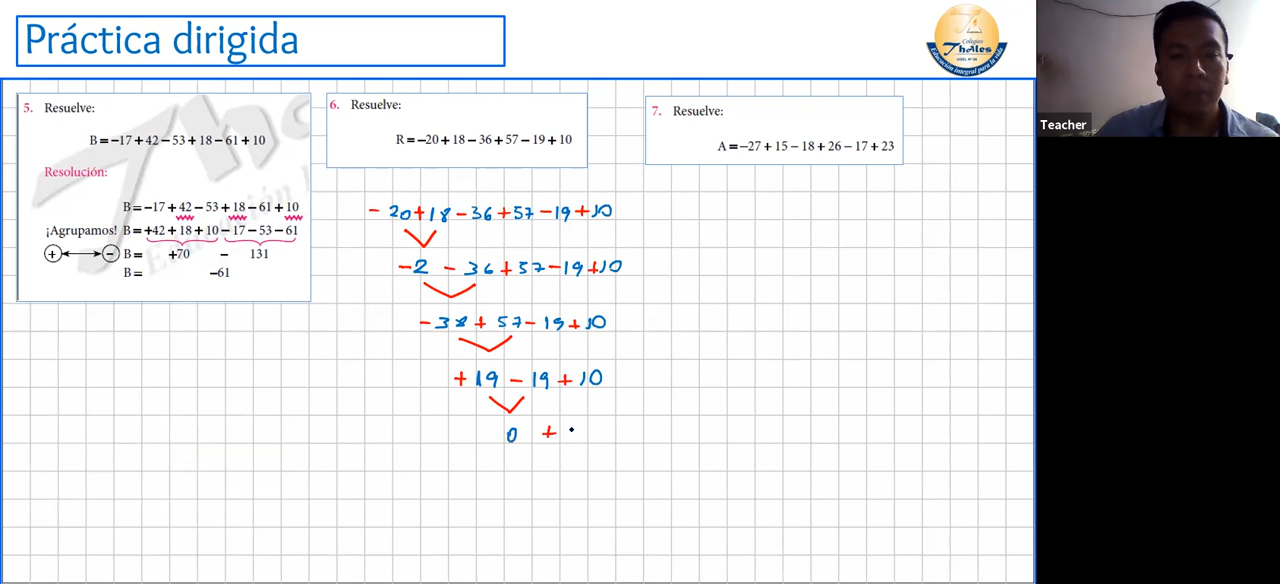 Práctica dirigida
Colegios
Thales
UGEL N° 06
Educación integral para la vida
Teacher
5. Resuelve:
B=−17+42−53+18−61+10
Resolución:
B=−17+42−53+18−61+10
¡Agrupamos! B=+42+18+10−17−53−61
+ − B= +70 − 131
B= −61
6. Resuelve:
R=−20+18−36+57−19+10
-20+18-36+57-19+10
-2 -36+57-19+10
-38+57-19+10
+19-19+10
0 +
7. Resuelve:
A=−27+15−18+26−17+23